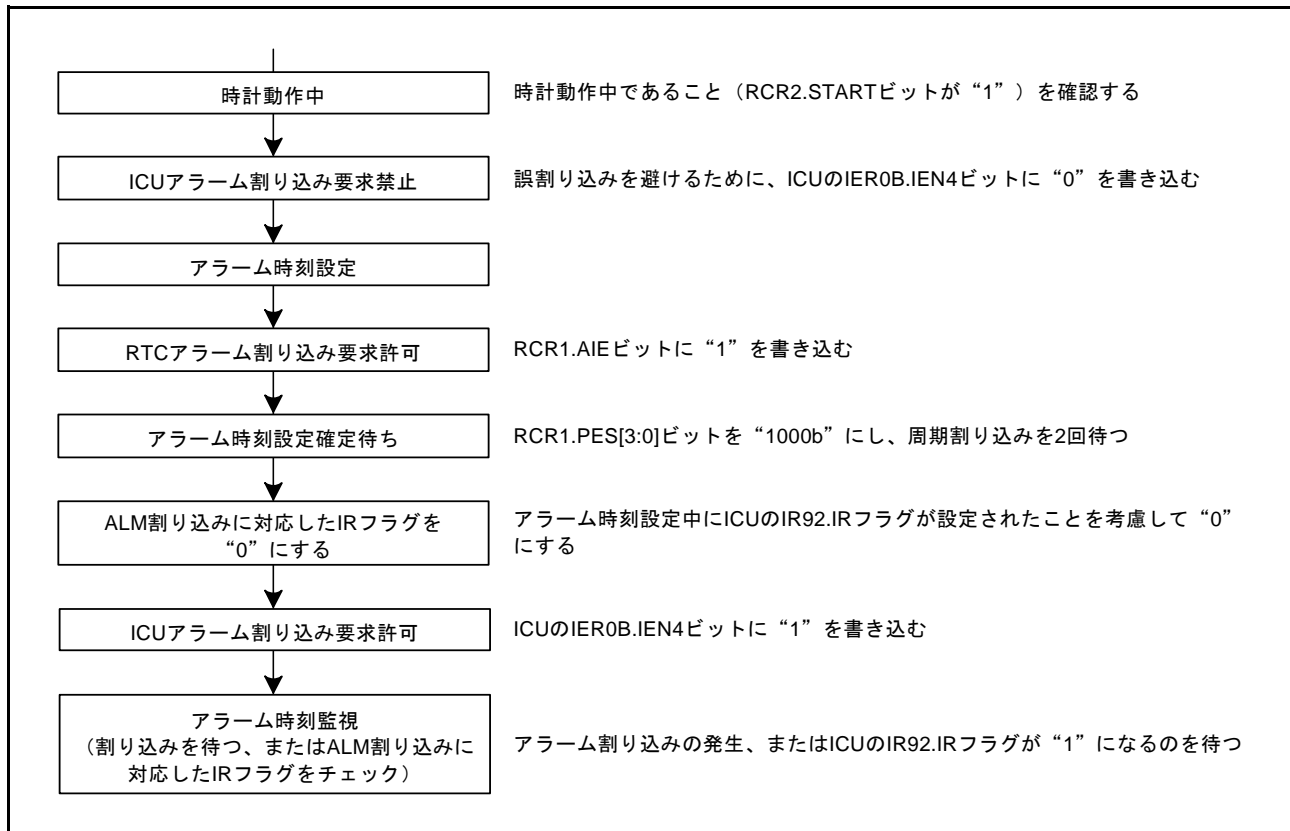 時計動作中
時計動作中であること（RCR2.STARTビットが“1”）を確認する
ICUアラーム割り込み要求禁止
誤割り込みを避けるために、ICUのIER0B.IEN4ビットに“0”を書き込む
アラーム時刻設定
RTCアラーム割り込み要求許可
RCR1.AIEビットに“1”を書き込む
アラーム時刻設定確定待ち
RCR1.PES[3:0]ビットを“1000b”にし、周期割り込みを2回待つ
ALM割り込みに対応したIRフラグを
“0”にする
アラーム時刻設定中にICUのIR92.IRフラグが設定されたことを考慮して“0”
にする
ICUアラーム割り込み要求許可
ICUのIER0B.IEN4ビットに“1”を書き込む
アラーム時刻監視
（割り込みを待つ、またはALM割り込みに
対応したIRフラグをチェック）
アラーム割り込みの発生、またはICUのIR92.IRフラグが“1”になるのを待つ